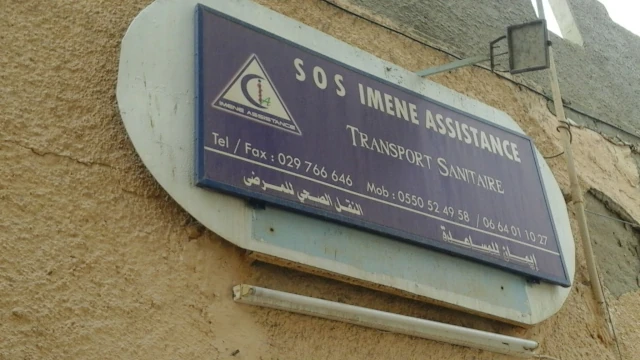 SOS IMENE ASSISTANCE
IMENE ASSISTANCE
TRANSPORT SANITAIRE
Tel / Fax : 029 766 646 Mob : 0550 52 49 58 / 06 64 01 10 27
النقل الصحي للمرضى
إيمان للمساعدة